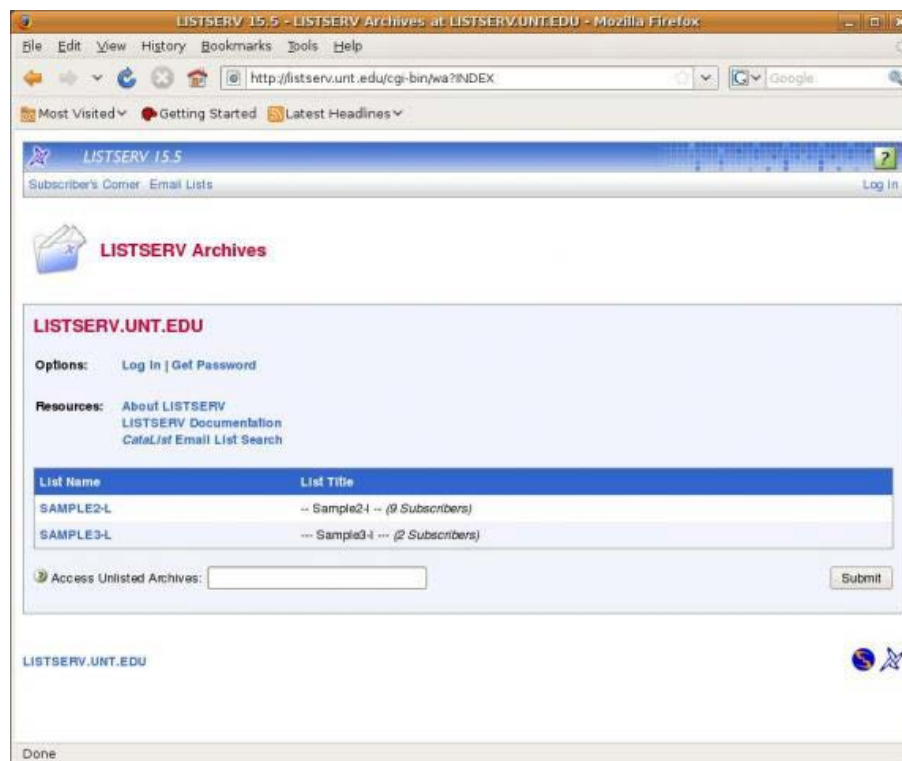 LISTSERV 15.5 - LISTSERV Archives at LISTSERV.UNT.EDU - Mozilla Firefox
File Edit View History Bookmarks Tools Help
http://listserv.unt.edu/cgi-bin/wa?INDEX Google
Most Visited Getting Started Latest Headlines
LISTSERV 15.5 ?
Subscriber's Corner Email Lists Log In
LISTSERV Archives
LISTSERV.UNT.EDU
Options: Log In | Get Password
Resources: About LISTSERV
LISTSERV Documentation
CataList Email List Search
List Name List Title
SAMPLE2-L -- Sample2-l -- (9 Subscribers)
SAMPLE3-L --- Sample3-l --- (2 Subscribers)
? Access Unlisted Archives: Submit
LISTSERV.UNT.EDU
Done